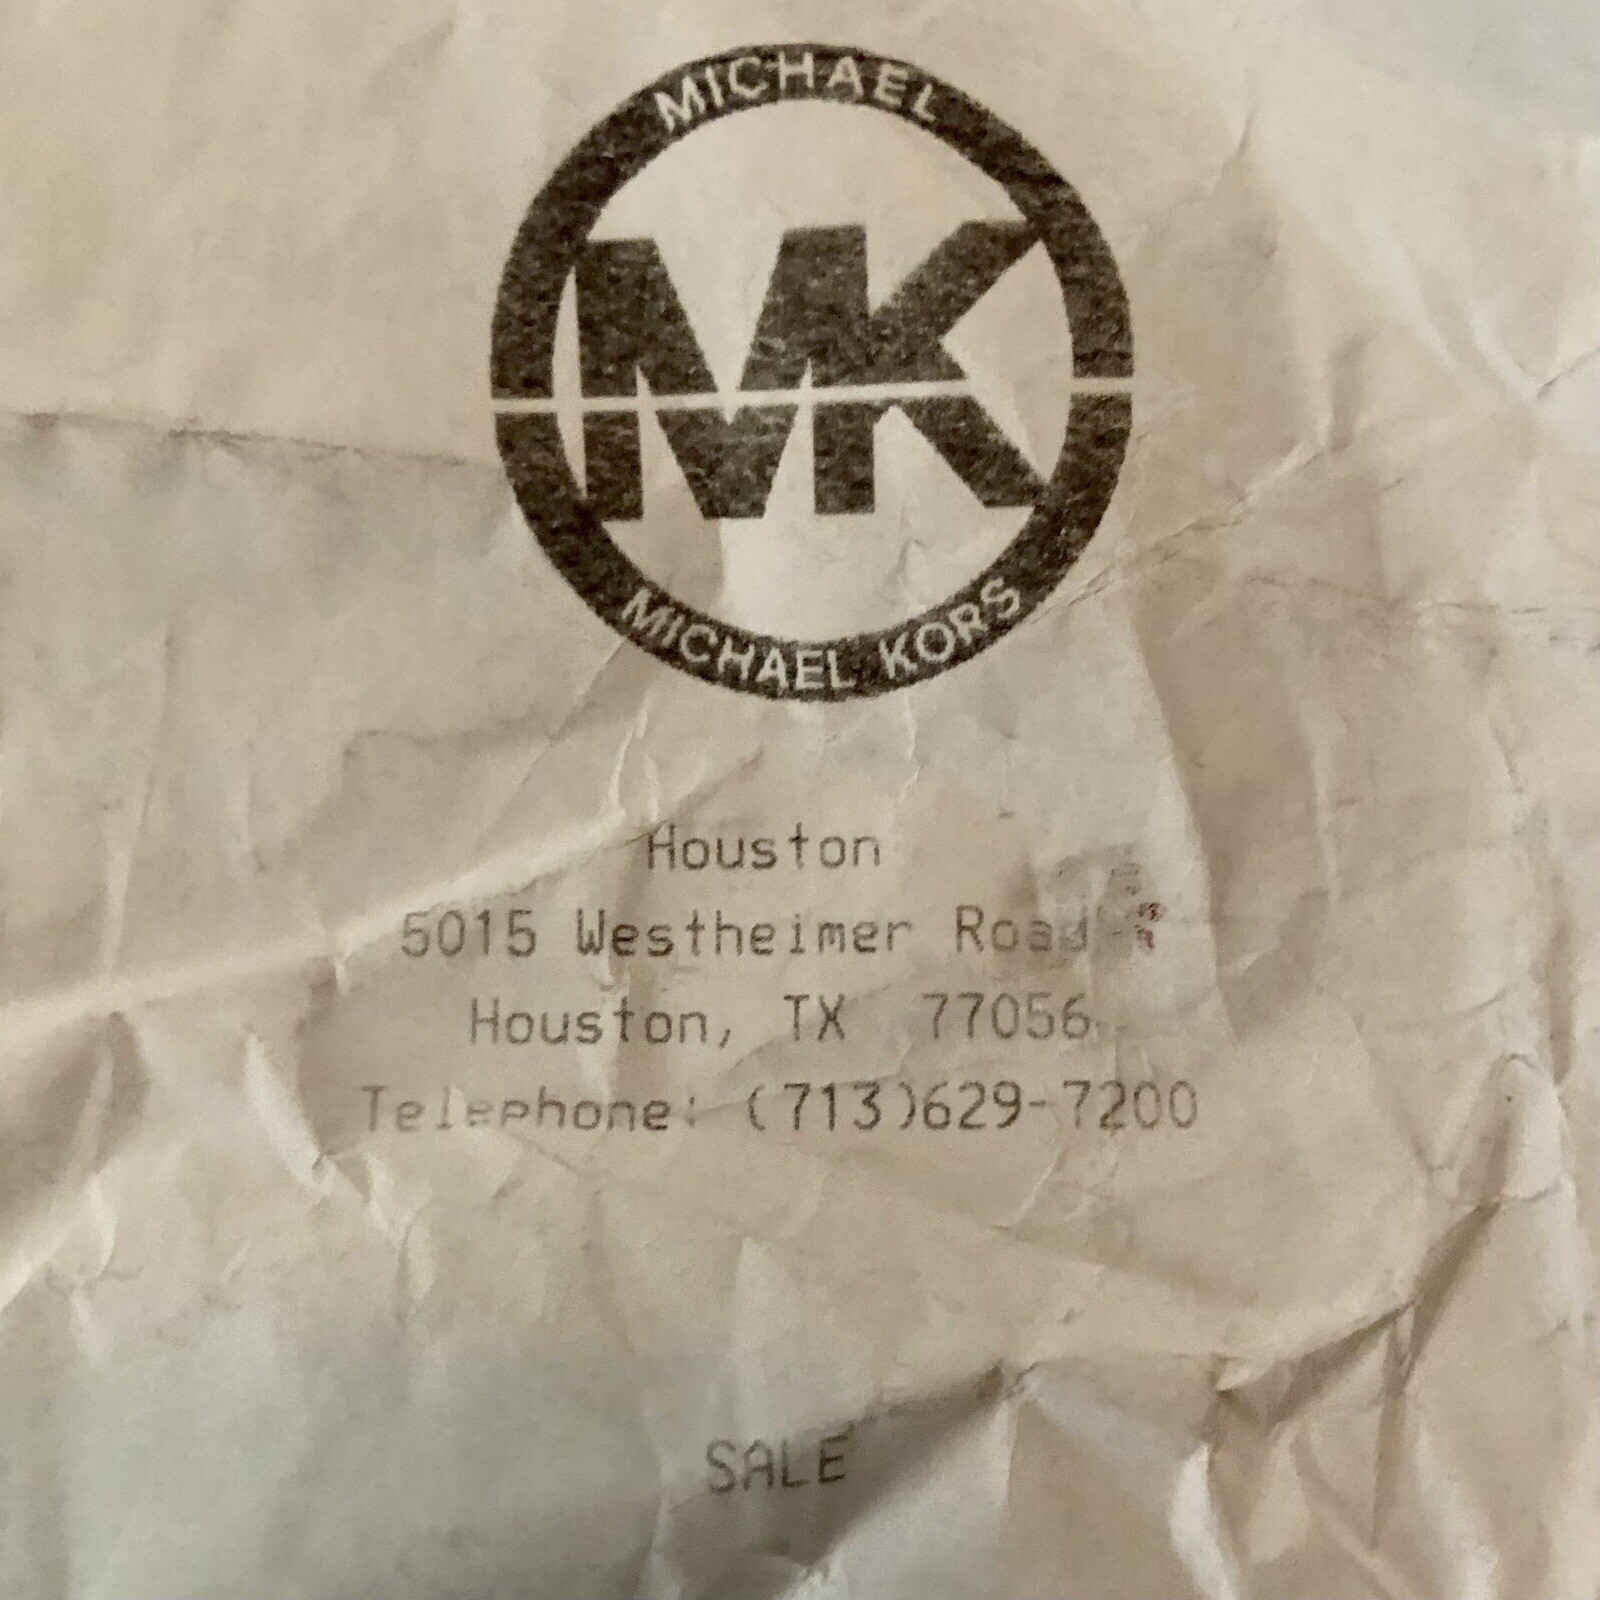 MICHAEL
MK
MICHAEL KORS
Houston
5015 Westheimer Road
Houston, TX 77056
Telephone: (713)629-7200
SALE